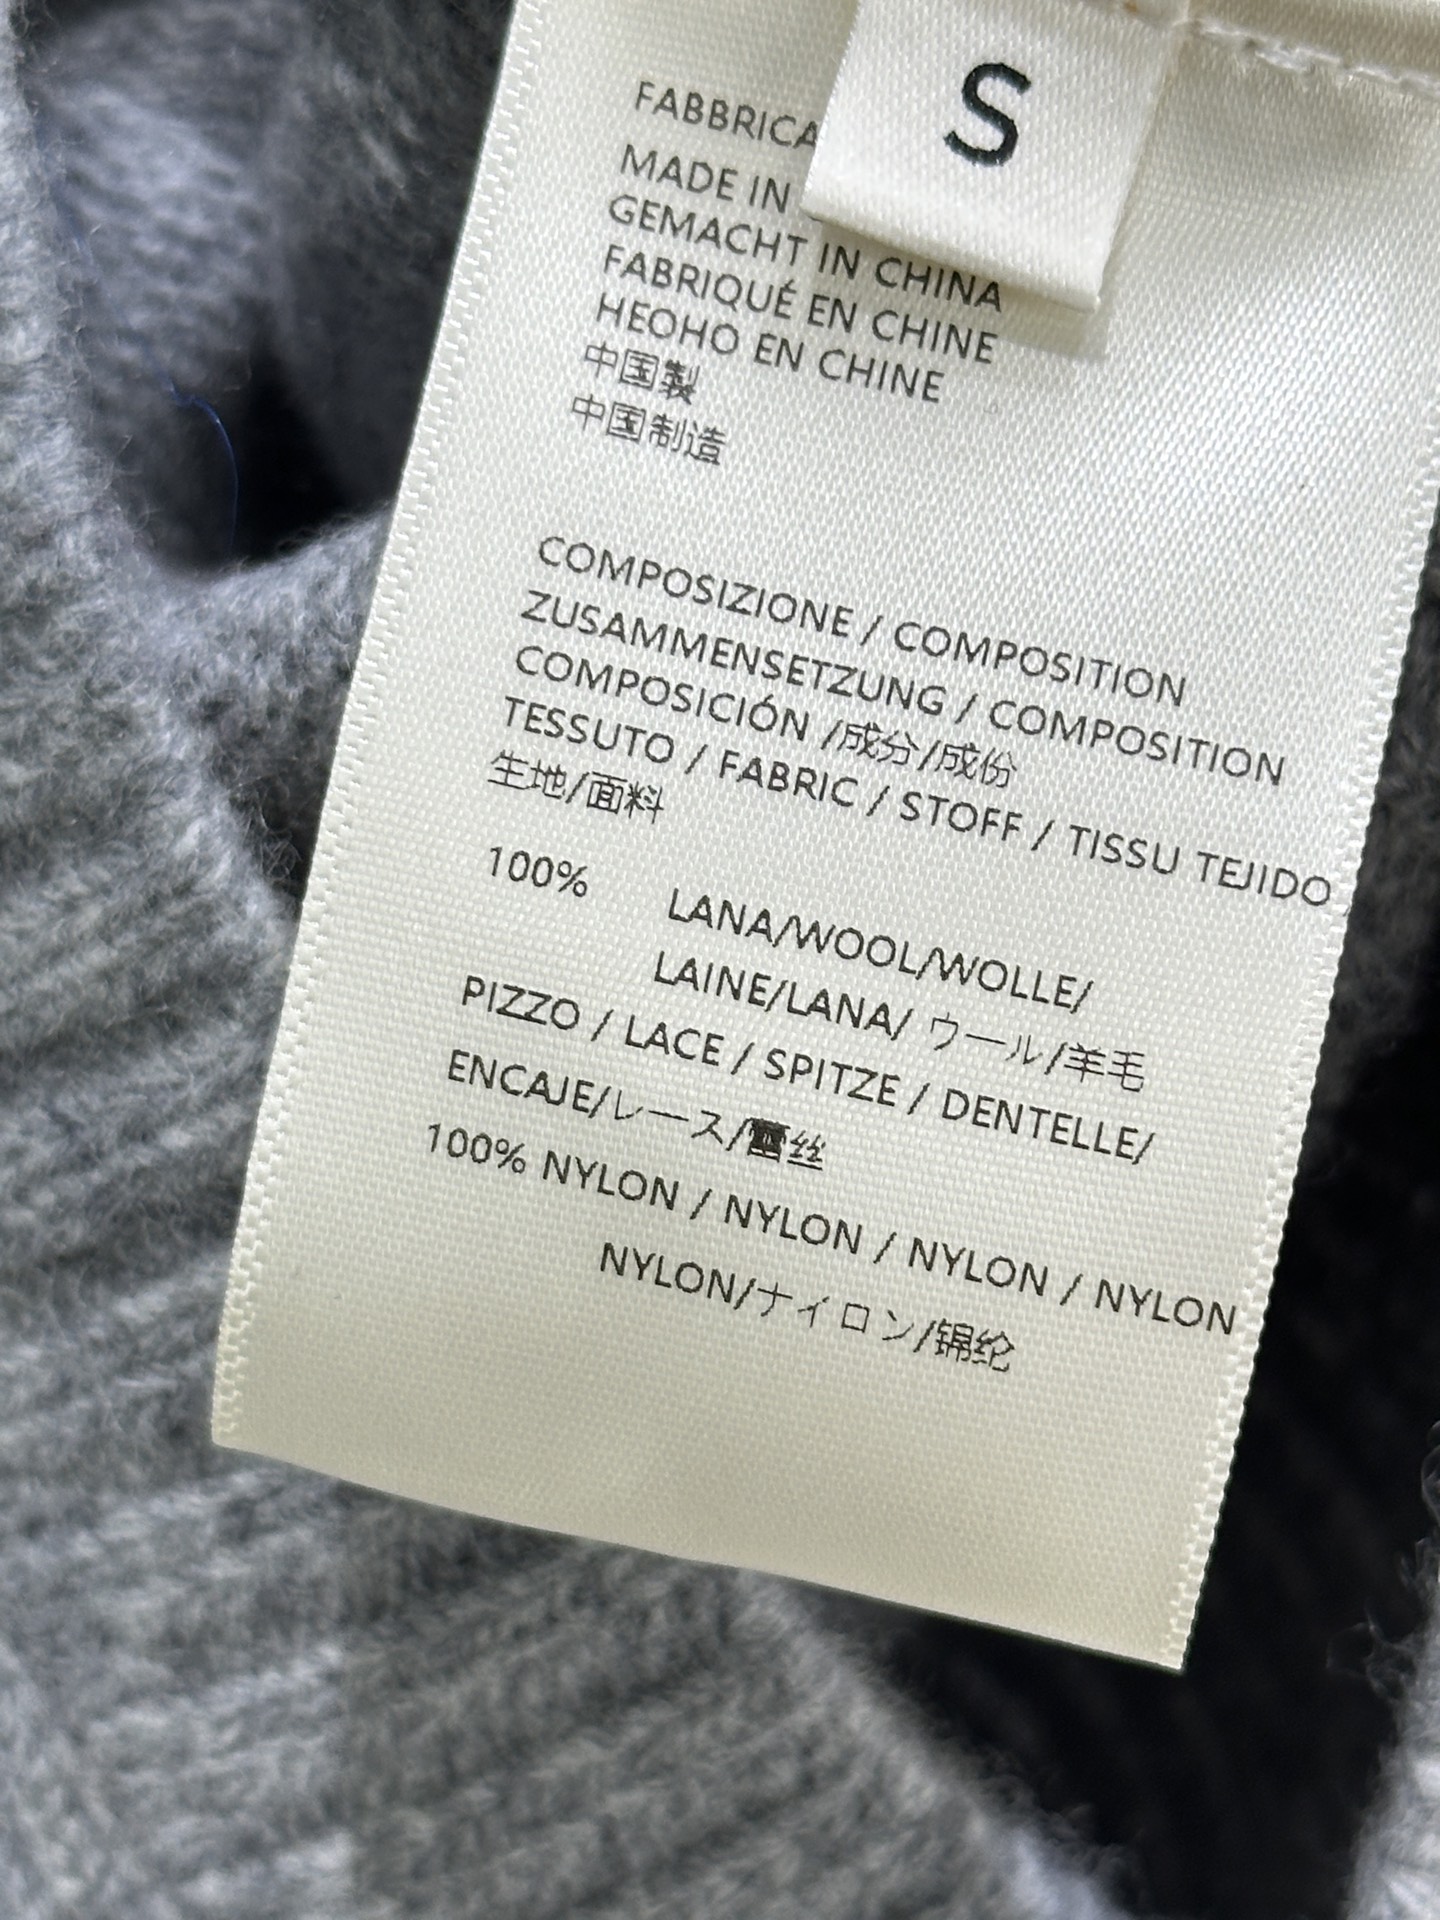 S
MADE IN
GEMACHT IN CHINA
FABRIQUÉ EN CHINE
HEOHO EN CHINE
中国製
中国制造
COMPOSIZIONE / COMPOSITION
ZUSAMMENSETZUNG / COMPOSITION
COMPOSICIÓN /成分/成份
TESSUTO / FABRIC / STOFF / TISSU TEJIDO
生地/面料
100% LANA/WOOL/WOLLE/
LAINE/LANA/ ウール/羊毛
PIZZO / LACE / SPITZE / DENTELLE/
ENCAJE/レース/蕾丝
100% NYLON / NYLON / NYLON / NYLON
NYLON/ナイロン/锦纶